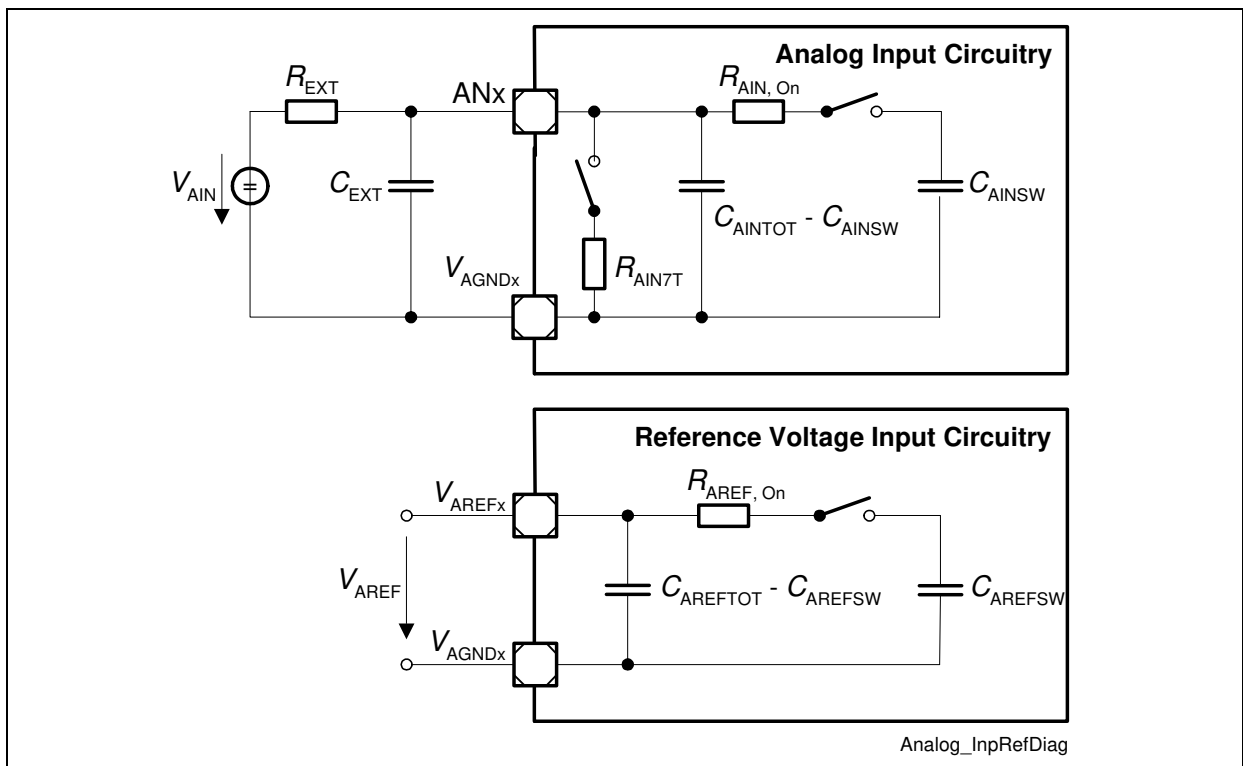 Analog Input Circuitry
R_EXT
ANx
R_AIN, On
V_AIN
=
C_EXT
C_AINTOT - C_AINSW
C_AINSW
V_AGNDx
R_AIN7T
Reference Voltage Input Circuitry
V_AREFx
R_AREF, On
V_AREF
C_AREFTOT - C_AREFSW
C_AREFSW
V_AGNDx
Analog_InpRefDiag